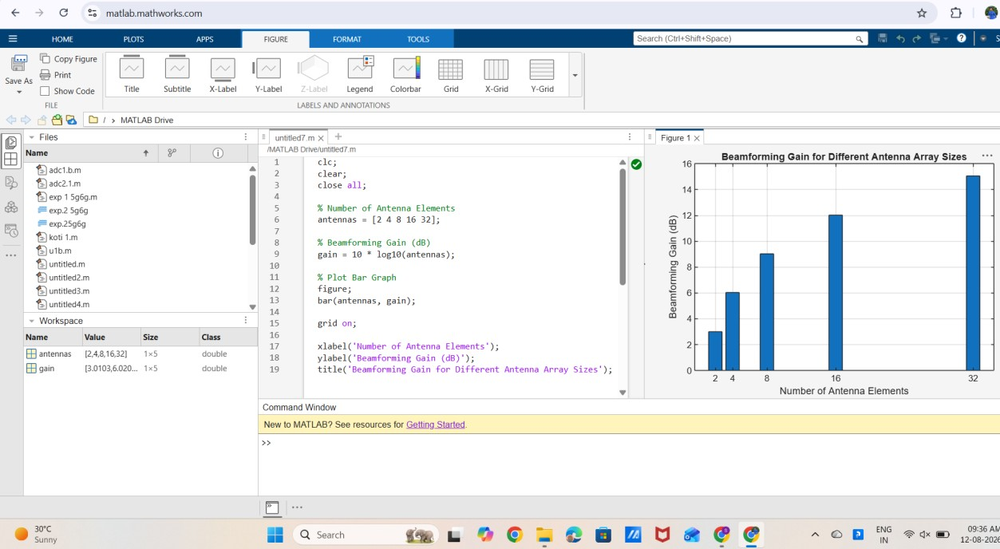 matlab.mathworks.com
HOME PLOTS APPS FIGURE FORMAT TOOLS
Search (Ctrl+Shift+Space)
Save As
Copy Figure
Print
Show Code
FILE
Title Subtitle X-Label Y-Label Z-Label Legend Colorbar Grid X-Grid Y-Grid
LABELS AND ANNOTATIONS
/ > MATLAB Drive
Files
Name
adc1.b.m
adc2.1.m
exp 1 5g6g.m
exp.2 5g6g
exp.25g6g
koti 1.m
u1b.m
untitled.m
untitled2.m
untitled3.m
untitled4.m
Workspace
Name Value Size Class
antennas [2,4,8,16,32] 1×5 double
gain [3.0103,6.020... 1×5 double
untitled7.m
/MATLAB Drive/untitled7.m
1 clc;
2 clear;
3 close all;
4
5 % Number of Antenna Elements
6 antennas = [2 4 8 16 32];
7
8 % Beamforming Gain (dB)
9 gain = 10 * log10(antennas);
10
11 % Plot Bar Graph
12 figure;
13 bar(antennas, gain);
14
15 grid on;
16
17 xlabel('Number of Antenna Elements');
18 ylabel('Beamforming Gain (dB)');
19 title('Beamforming Gain for Different Antenna Array Sizes');
Figure 1
Beamforming Gain for Different Antenna Array Sizes
Beamforming Gain (dB)
16
14
12
10
8
6
4
2
0
2 4 8 16 32
Number of Antenna Elements
Command Window
New to MATLAB? See resources for Getting Started.
>>
30°C
Sunny
Search
ENG
IN
09:36 AM
12-08-202